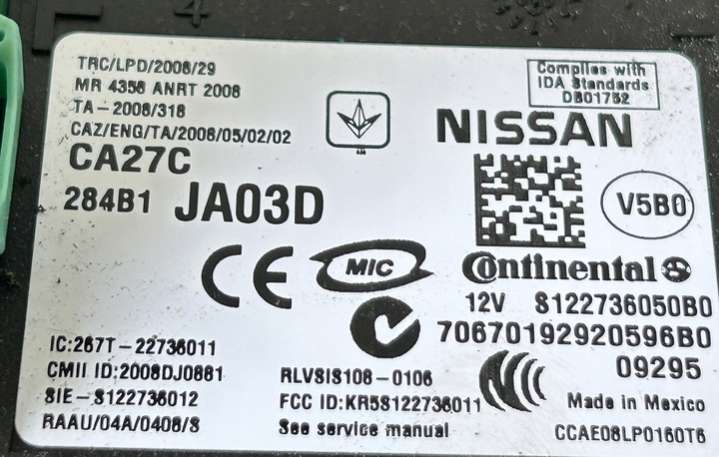 4
TRC/LPD/2008/29
MR 4358 ANRT 2008
TA-2008/318
CAZ/ENG/TA/2008/05/02/02
CA27C
284B1 JA03D
Complies with
IDA Standards
DB01752
NISSAN
V5B0
CE
MIC
Continental
12V S122736050B0
70670192920596B0
09295
Made in Mexico
CCAE08LP0160T6
IC:267T-22736011
CMII ID:2008DJ0881
SIE-S122736012
RAAU/04A/0408/S
RLVSIS108-0106
FCC ID:KR5S122736011
See service manual